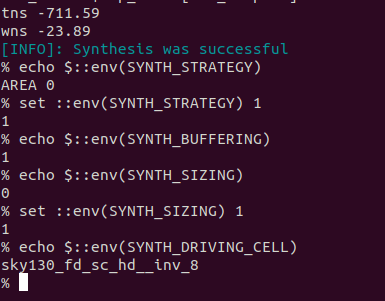 tns -711.59
wns -23.89
[INFO]: Synthesis was successful
% echo $::env(SYNTH_STRATEGY)
AREA 0
% set ::env(SYNTH_STRATEGY) 1
1
% echo $::env(SYNTH_BUFFERING)
1
% echo $::env(SYNTH_SIZING)
0
% set ::env(SYNTH_SIZING) 1
1
% echo $::env(SYNTH_DRIVING_CELL)
sky130_fd_sc_hd__inv_8
%